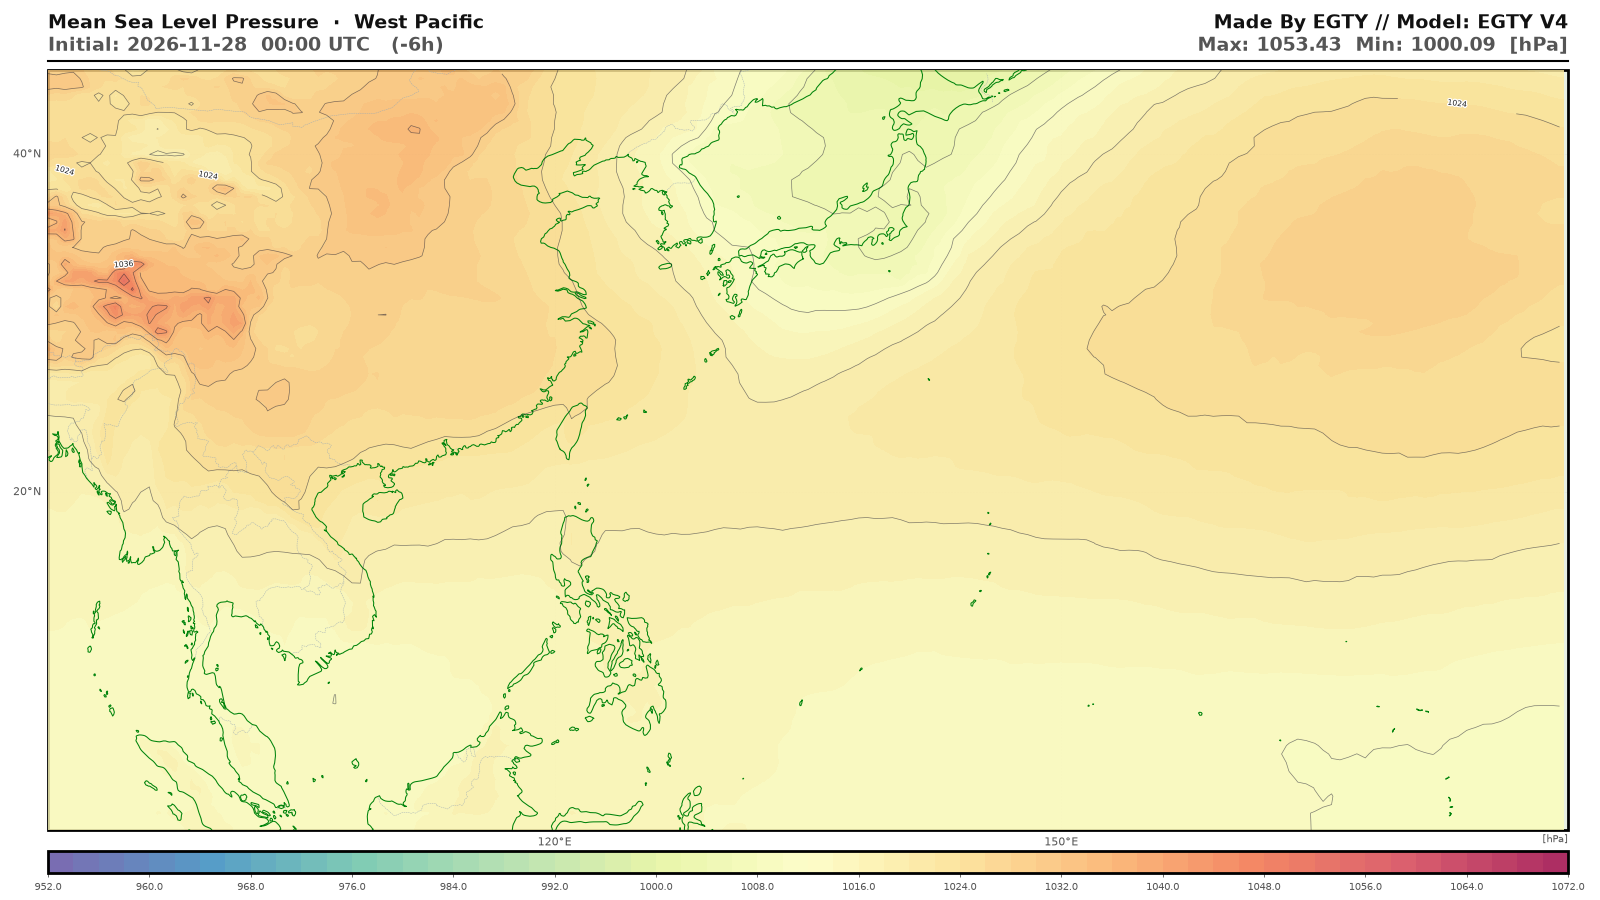 Mean Sea Level Pressure · West Pacific
Made By EGTY // Model: EGTY V4
Initial: 2026-11-28 00:00 UTC (-6h)
Max: 1053.43 Min: 1000.09 [hPa]
1024
40°N
1024
1024
1036
20°N
120°E
150°E
[hPa]
952.0
960.0
968.0
976.0
984.0
992.0
1000.0
1008.0
1016.0
1024.0
1032.0
1040.0
1048.0
1056.0
1064.0
1072.0